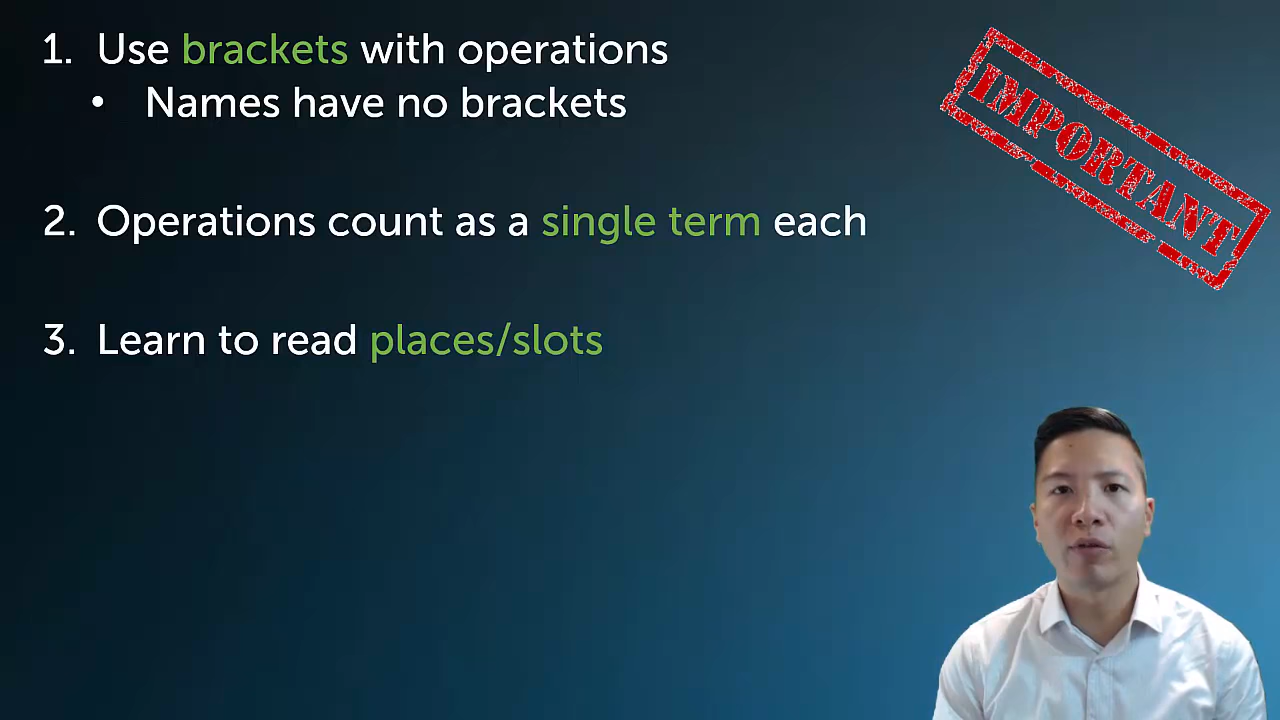 1. Use brackets with operations
• Names have no brackets
IMPORTANT
2. Operations count as a single term each
3. Learn to read places/slots